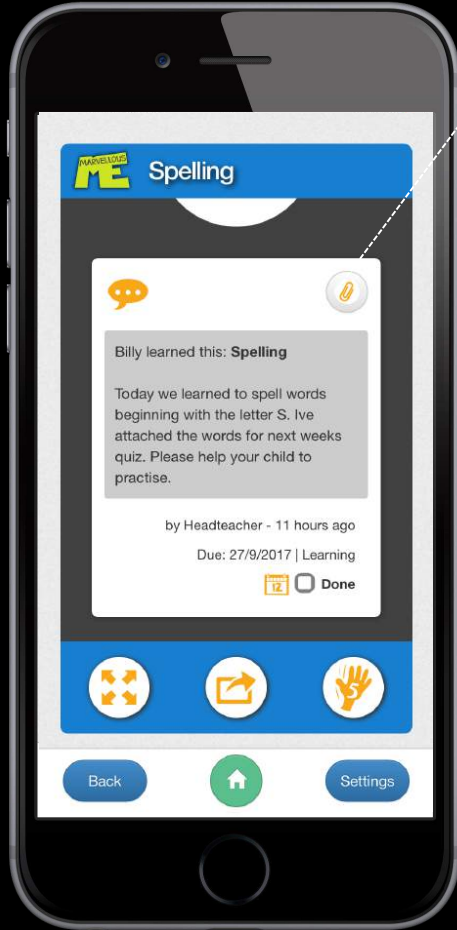 MARVELLOUS
ME
Spelling
Billy learned this: Spelling
Today we learned to spell words
beginning with the letter S. Ive
attached the words for next weeks
quiz. Please help your child to
practise.
by Headteacher - 11 hours ago
Due: 27/9/2017 | Learning
12
Done
5
Back
Settings